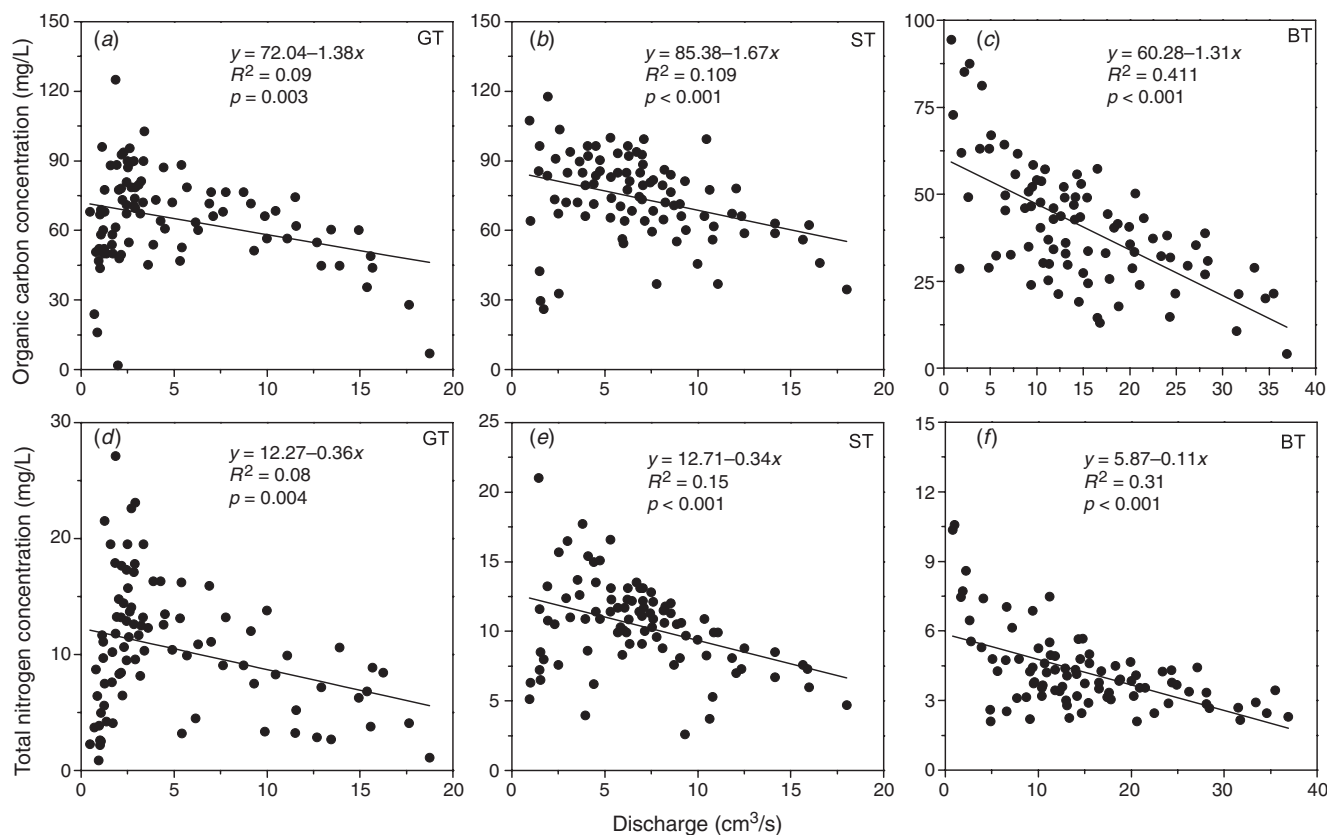 (a) GT
y = 72.04–1.38x
R² = 0.09
p = 0.003
150
120
90
60
30
0
0 5 10 15 20
Organic carbon concentration (mg/L)
(b) ST
y = 85.38–1.67x
R² = 0.109
p < 0.001
150
120
90
60
30
0
0 5 10 15 20
(c) BT
y = 60.28–1.31x
R² = 0.411
p < 0.001
100
75
50
25
0
0 5 10 15 20 25 30 35 40
(d) GT
y = 12.27–0.36x
R² = 0.08
p = 0.004
30
20
10
0
0 5 10 15 20
Total nitrogen concentration (mg/L)
(e) ST
y = 12.71–0.34x
R² = 0.15
p < 0.001
25
20
15
10
5
0
0 5 10 15 20
(f) BT
y = 5.87–0.11x
R² = 0.31
p < 0.001
15
12
9
6
3
0
0 5 10 15 20 25 30 35 40
Discharge (cm³/s)